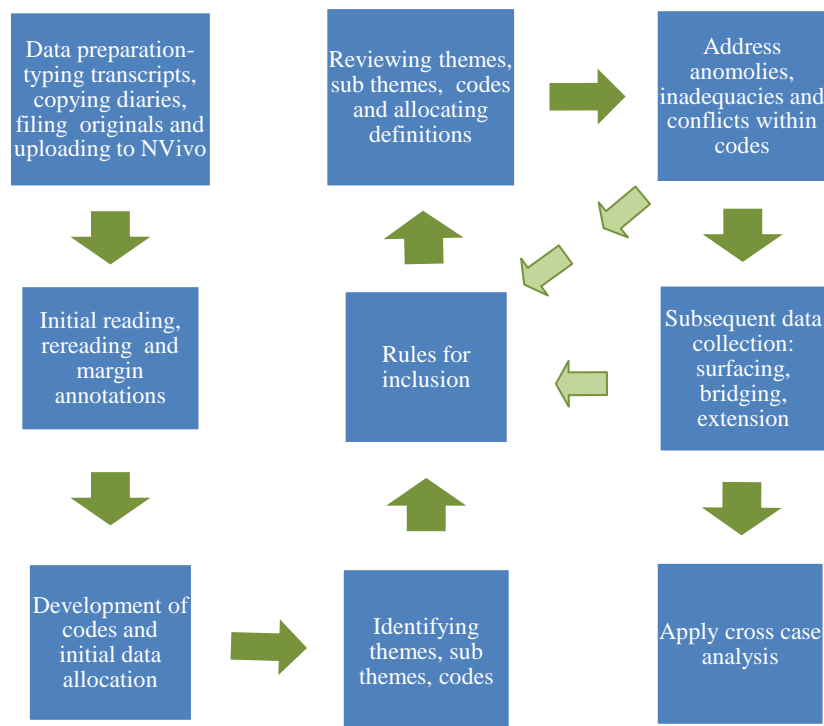 Data preparation-
typing transcripts,
copying diaries,
filing originals and
uploading to NVivo
Initial reading,
rereading and
margin
annotations
Development of
codes and
initial data
allocation
Identifying
themes, sub
themes, codes
Rules for
inclusion
Reviewing themes,
sub themes, codes
and allocating
definitions
Address
anomolies,
inadequacies and
conflicts within
codes
Subsequent data
collection:
surfacing,
bridging,
extension
Apply cross case
analysis